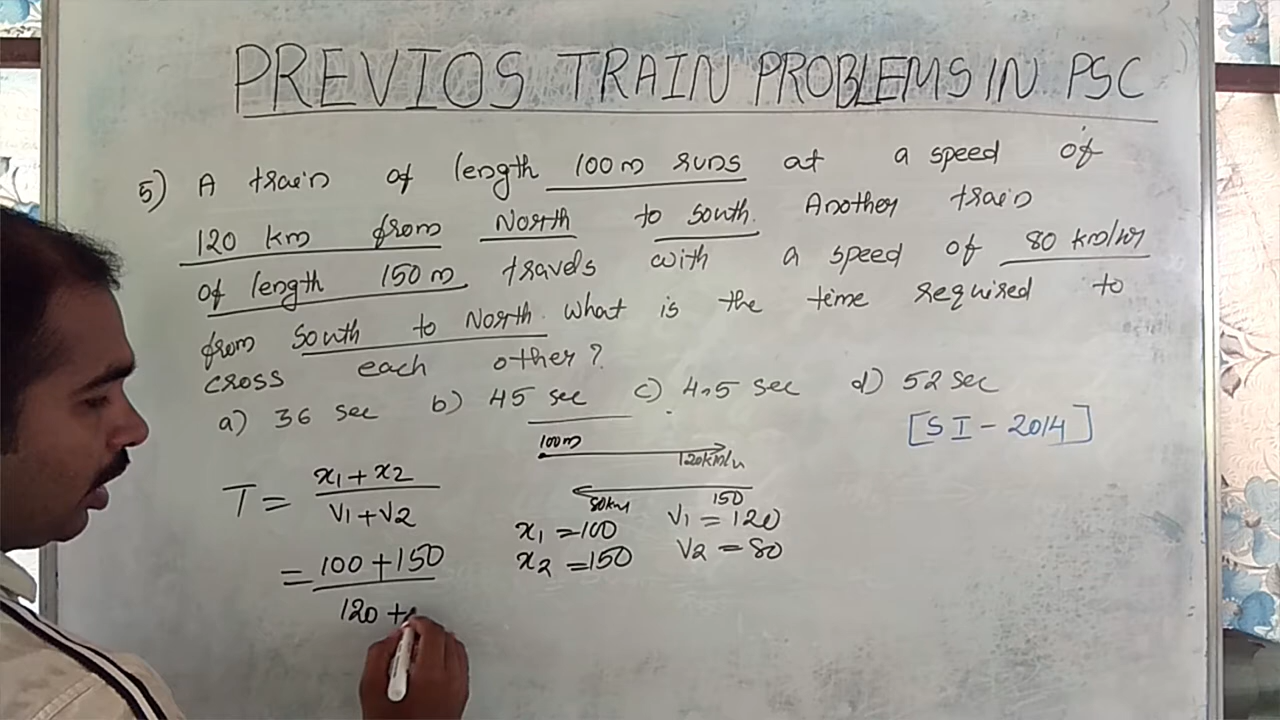 PREVIOS TRAIN PROBLEMS IN PSC
5) A train of length 100m runs at a speed of
120 km from North to South. Another train
of length 150m travels with a speed of 80 km/hr
from South to North. What is the time required to
cross each other?
a) 36 sec b) 45 sec c) 4.5 sec d) 52 sec
[SI-2014]
100m
120km/h
T = x1 + x2
V1 + V2
150
x1 = 100 V1 = 120
x2 = 150 V2 = 80
= 100 + 150
120 +